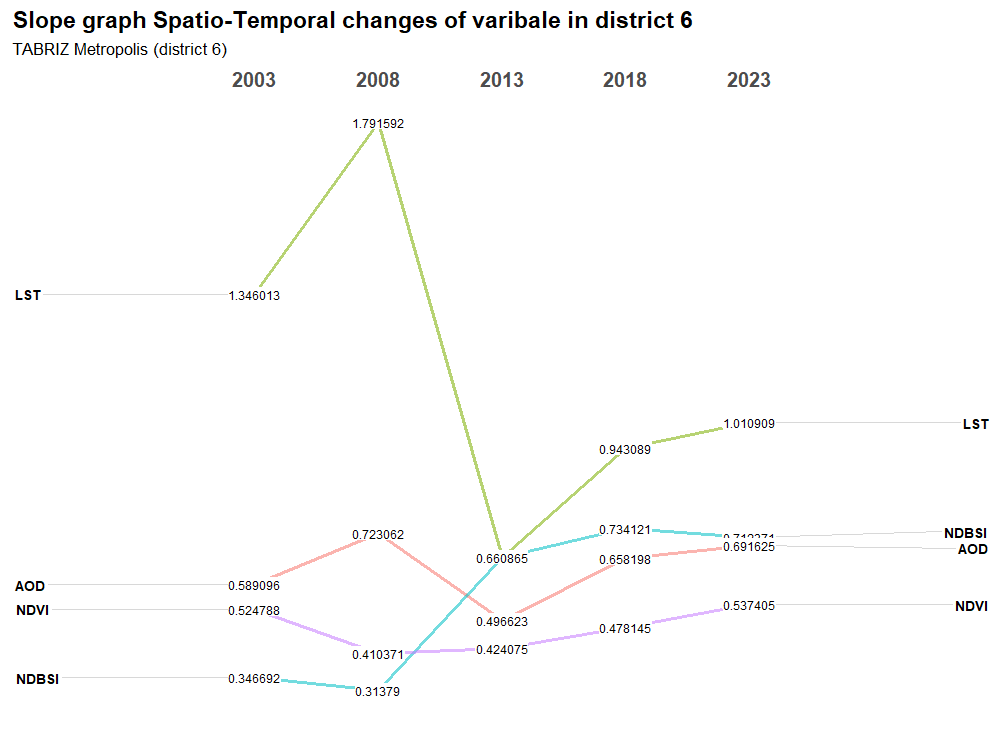 Slope graph Spatio-Temporal changes of varibale in district 6
TABRIZ Metropolis (district 6)
2003 2008 2013 2018 2023
1.791592
LST 1.346013
1.010909 LST
0.943089
0.723062 0.734121 NDBSI
0.660865 0.658198 0.691625 AOD
AOD 0.589096
NDVI 0.524788 0.496623 0.537405 NDVI
0.410371 0.424075 0.478145
NDBSI 0.346692 0.31379